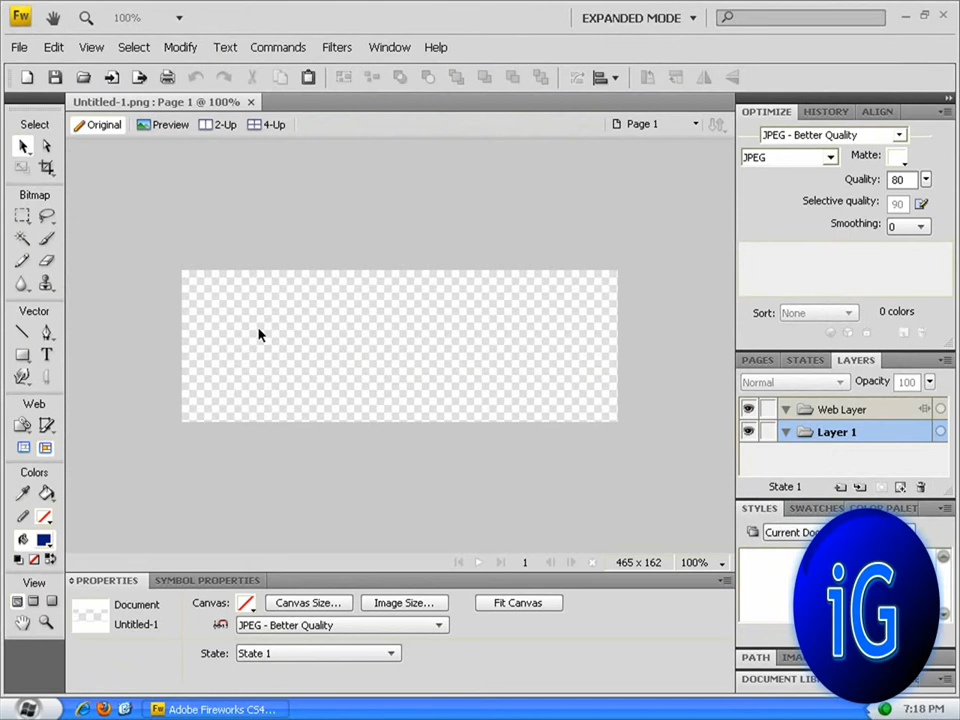 Fw 100% EXPANDED MODE
File Edit View Select Modify Text Commands Filters Window Help
Untitled-1.png : Page 1 @ 100%
Original Preview 2-Up 4-Up Page 1
Select
Bitmap
Vector
T
Web
Colors
View
OPTIMIZE HISTORY ALIGN
JPEG - Better Quality
JPEG Matte:
Quality: 80
Selective quality: 90
Smoothing: 0
Sort: None 0 colors
PAGES STATES LAYERS
Normal Opacity 100
Web Layer
Layer 1
State 1
STYLES SWATCHES COLOR PALET
Current Do
iG
PATH IMA
DOCUMENT LIB
1 465 x 162 100%
PROPERTIES SYMBOL PROPERTIES
Document Canvas: Canvas Size... Image Size... Fit Canvas
Untitled-1 JPEG - Better Quality
State: State 1
Adobe Fireworks CS4... 7:18 PM